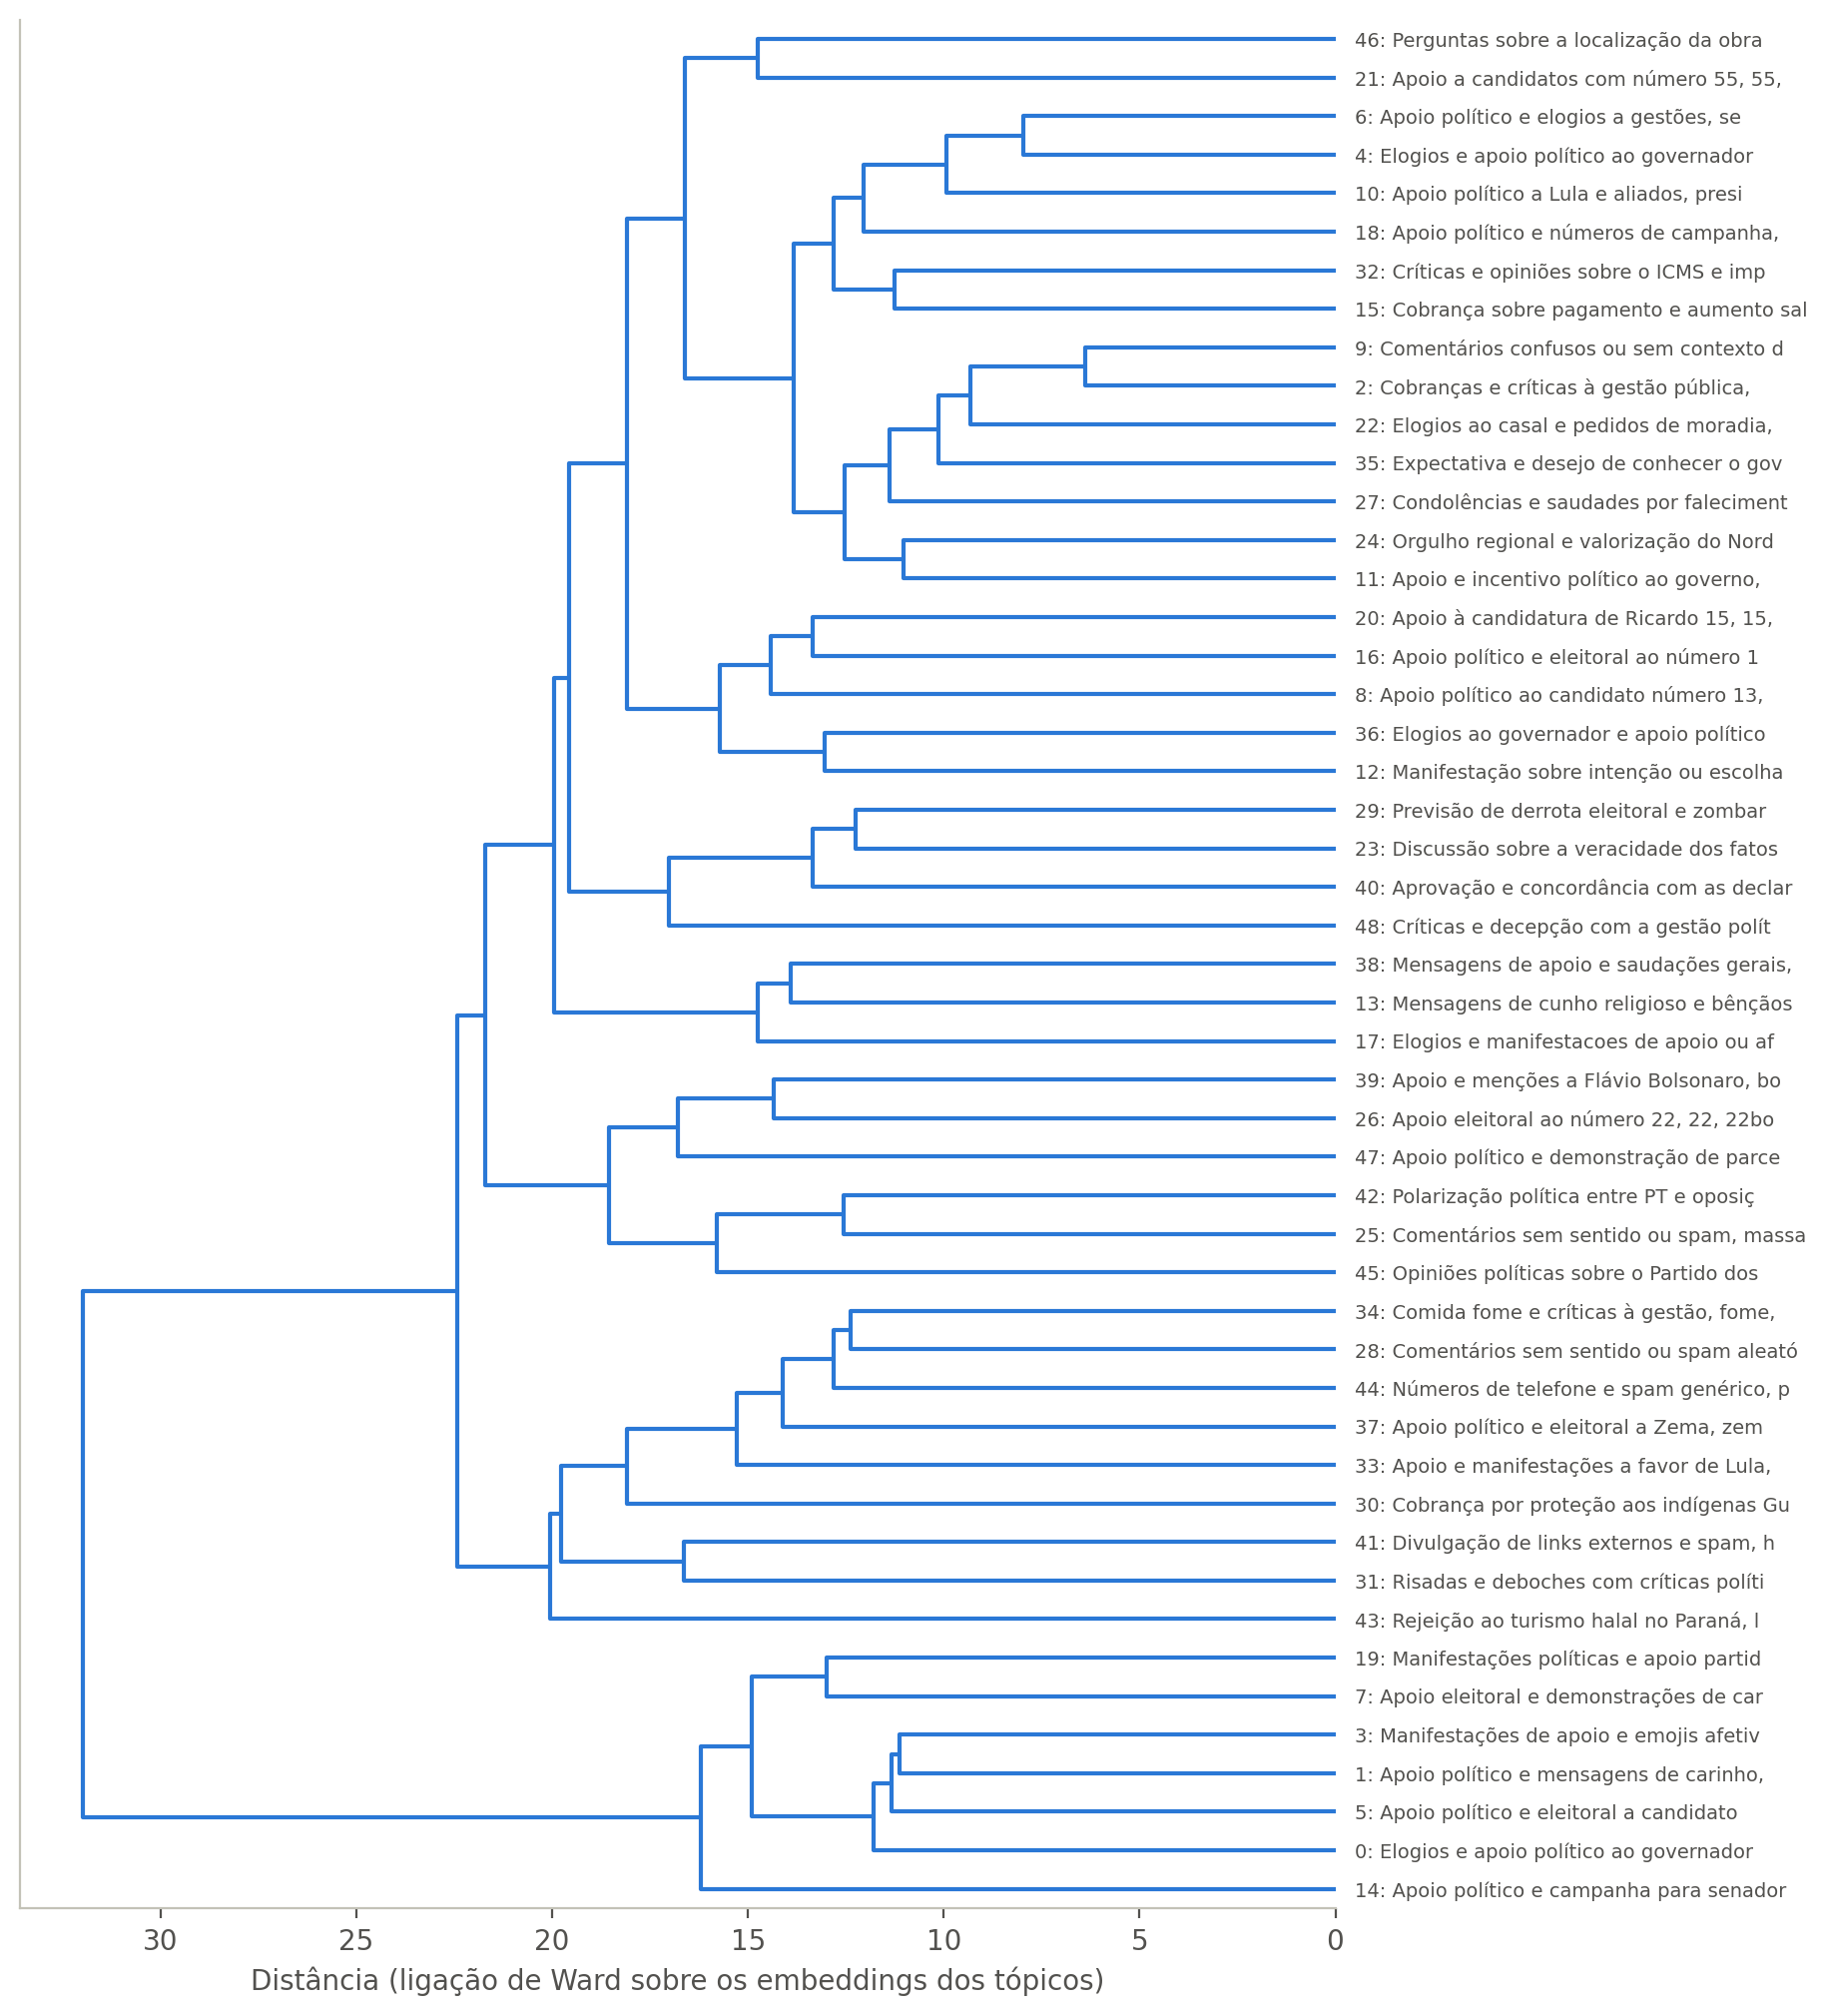 46: Perguntas sobre a localização da obra
21: Apoio a candidatos com número 55, 55,
6: Apoio político e elogios a gestões, se
4: Elogios e apoio político ao governador
10: Apoio político a Lula e aliados, presi
18: Apoio político e números de campanha,
32: Críticas e opiniões sobre o ICMS e imp
15: Cobrança sobre pagamento e aumento sal
9: Comentários confusos ou sem contexto d
2: Cobranças e críticas à gestão pública,
22: Elogios ao casal e pedidos de moradia,
35: Expectativa e desejo de conhecer o gov
27: Condolências e saudades por faleciment
24: Orgulho regional e valorização do Nord
11: Apoio e incentivo político ao governo,
20: Apoio à candidatura de Ricardo 15, 15,
16: Apoio político e eleitoral ao número 1
8: Apoio político ao candidato número 13,
36: Elogios ao governador e apoio político
12: Manifestação sobre intenção ou escolha
29: Previsão de derrota eleitoral e zombar
23: Discussão sobre a veracidade dos fatos
40: Aprovação e concordância com as declar
48: Críticas e decepção com a gestão polít
38: Mensagens de apoio e saudações gerais,
13: Mensagens de cunho religioso e bênçãos
17: Elogios e manifestacoes de apoio ou af
39: Apoio e menções a Flávio Bolsonaro, bo
26: Apoio eleitoral ao número 22, 22, 22bo
47: Apoio político e demonstração de parce
42: Polarização política entre PT e oposiç
25: Comentários sem sentido ou spam, massa
45: Opiniões políticas sobre o Partido dos
34: Comida fome e críticas à gestão, fome,
28: Comentários sem sentido ou spam aleató
44: Números de telefone e spam genérico, p
37: Apoio político e eleitoral a Zema, zem
33: Apoio e manifestações a favor de Lula,
30: Cobrança por proteção aos indígenas Gu
41: Divulgação de links externos e spam, h
31: Risadas e deboches com críticas políti
43: Rejeição ao turismo halal no Paraná, l
19: Manifestações políticas e apoio partid
7: Apoio eleitoral e demonstrações de car
3: Manifestações de apoio e emojis afetiv
1: Apoio político e mensagens de carinho,
5: Apoio político e eleitoral a candidato
0: Elogios e apoio político ao governador
14: Apoio político e campanha para senador
30 25 20 15 10 5 0
Distância (ligação de Ward sobre os embeddings dos tópicos)